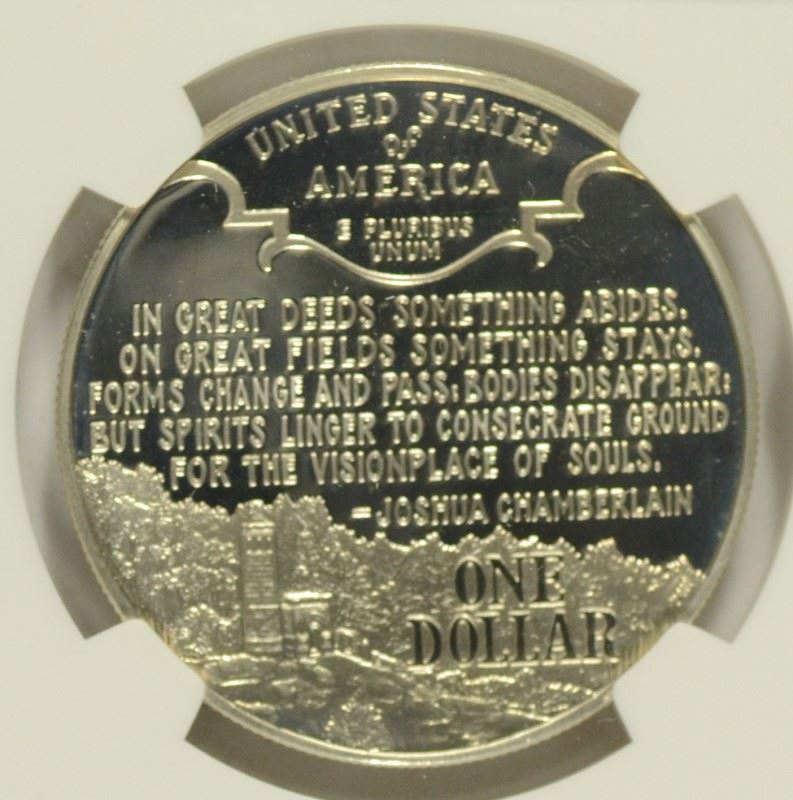 UNITED STATES
of
AMERICA
E PLURIBUS
UNUM
IN GREAT DEEDS SOMETHING ABIDES.
ON GREAT FIELDS SOMETHING STAYS.
FORMS CHANGE AND PASS; BODIES DISAPPEAR;
BUT SPIRITS LINGER TO CONSECRATE GROUND
FOR THE VISIONPLACE OF SOULS.
- JOSHUA CHAMBERLAIN
ONE
DOLLAR